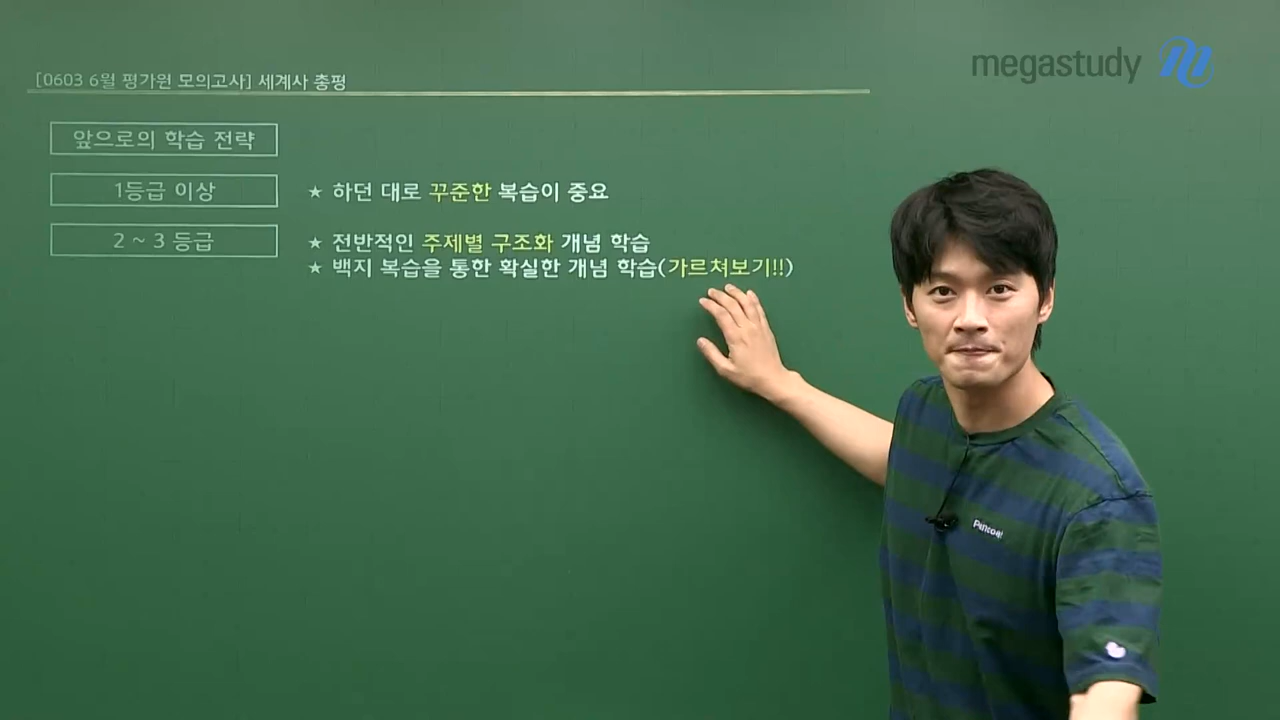 megastudy
[0603 6월 평가원 모의고사] 세계사 총평
앞으로의 학습 전략
1등급 이상
★ 하던 대로 꾸준한 복습이 중요
2 ~ 3 등급
★ 전반적인 주제별 구조화 개념 학습
★ 백지 복습을 통한 확실한 개념 학습(가르쳐보기!!)